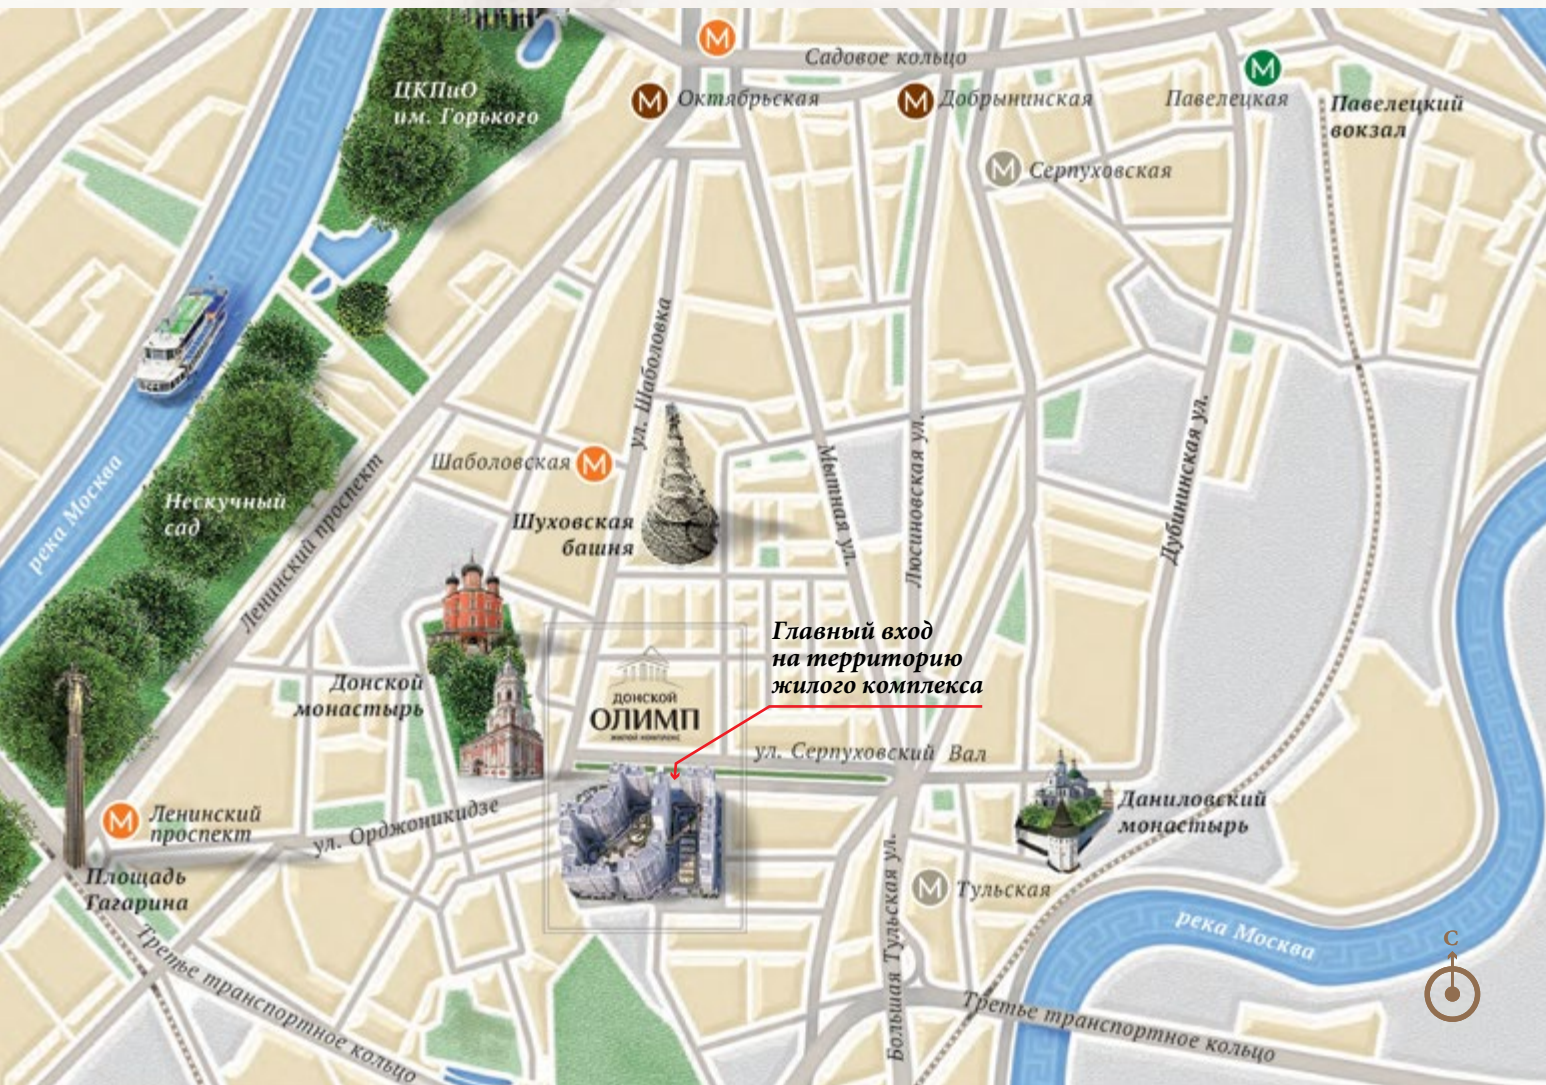 Садовое кольцо
ЦКПиО
им. Горького
Октябрьская
Добрынинская
Павелецкая
Павелецкий
вокзал
Серпуховская
ул. Шаболовка
Шаболовская
Шуховская
башня
Мытная ул.
Люсиновская ул.
Дубининская ул.
река Москва
Нескучный
сад
Ленинский проспект
Главный вход
на территорию
жилого комплекса
Донской
монастырь
ДОНСКОЙ
ОЛИМП
жилой комплекс
ул. Серпуховский Вал
Ленинский
проспект
ул. Орджоникидзе
Даниловский
монастырь
Площадь
Гагарина
Тульская
Большая Тульская ул.
река Москва
С
Третье транспортное кольцо
Третье транспортное кольцо
М
М
М
М
М
М
М
М